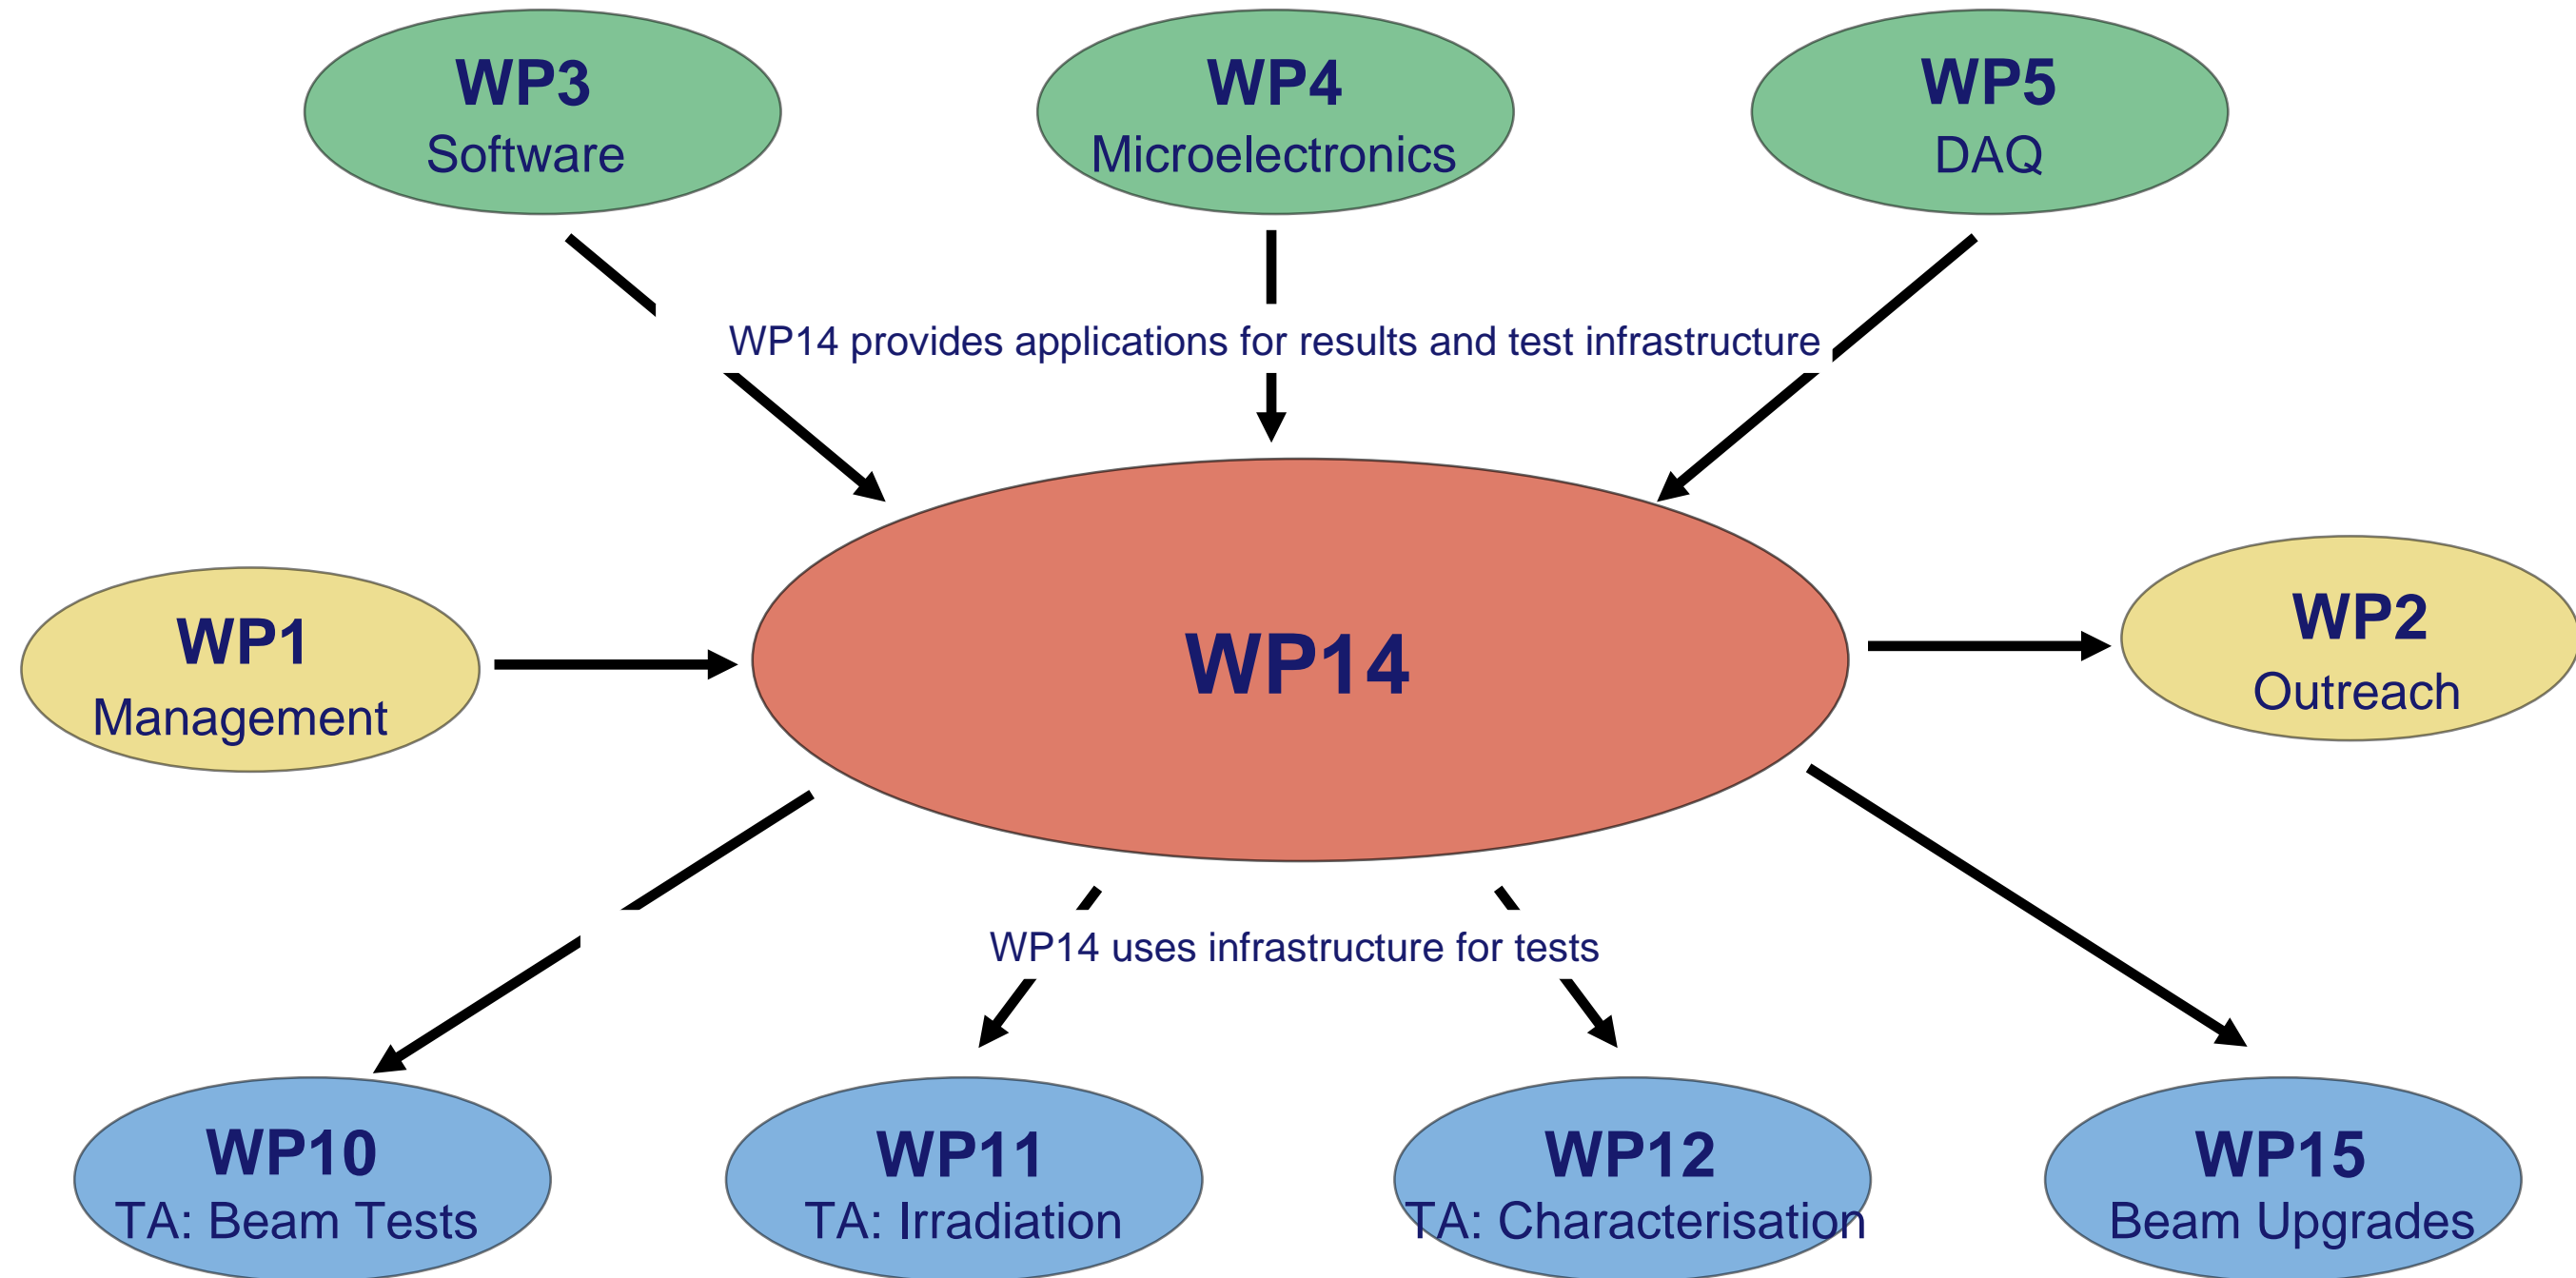 WP3
Software
WP4
Microelectronics
WP5
DAQ
WP14 provides applications for results and test infrastructure
WP1
Management
WP14
WP2
Outreach
WP14 uses infrastructure for tests
WP10
TA: Beam Tests
WP11
TA: Irradiation
WP12
TA: Characterisation
WP15
Beam Upgrades